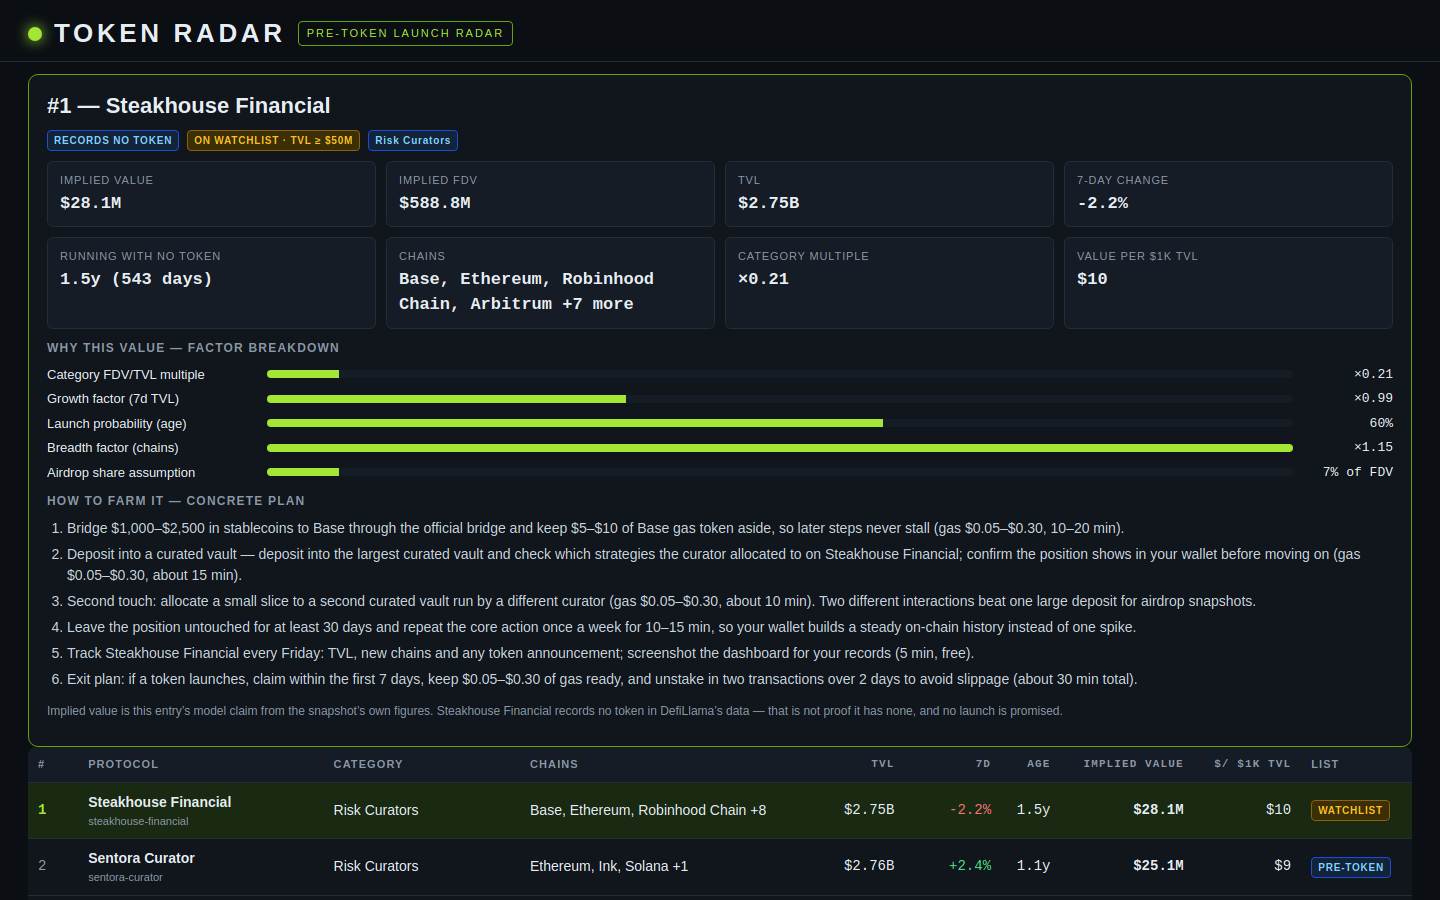 TOKEN RADAR
PRE-TOKEN LAUNCH RADAR
#1 — Steakhouse Financial
RECORDS NO TOKEN
ON WATCHLIST · TVL ≥ $50M
Risk Curators
IMPLIED VALUE
$28.1M
IMPLIED FDV
$588.8M
TVL
$2.75B
7-DAY CHANGE
-2.2%
RUNNING WITH NO TOKEN
1.5y (543 days)
CHAINS
Base, Ethereum, Robinhood
Chain, Arbitrum +7 more
CATEGORY MULTIPLE
×0.21
VALUE PER $1K TVL
$10
WHY THIS VALUE — FACTOR BREAKDOWN
Category FDV/TVL multiple ×0.21
Growth factor (7d TVL) ×0.99
Launch probability (age) 60%
Breadth factor (chains) ×1.15
Airdrop share assumption 7% of FDV
HOW TO FARM IT — CONCRETE PLAN
1. Bridge $1,000–$2,500 in stablecoins to Base through the official bridge and keep $5–$10 of Base gas token aside, so later steps never stall (gas $0.05–$0.30, 10–20 min).
2. Deposit into a curated vault — deposit into the largest curated vault and check which strategies the curator allocated to on Steakhouse Financial; confirm the position shows in your wallet before moving on (gas
$0.05–$0.30, about 15 min).
3. Second touch: allocate a small slice to a second curated vault run by a different curator (gas $0.05–$0.30, about 10 min). Two different interactions beat one large deposit for airdrop snapshots.
4. Leave the position untouched for at least 30 days and repeat the core action once a week for 10–15 min, so your wallet builds a steady on-chain history instead of one spike.
5. Track Steakhouse Financial every Friday: TVL, new chains and any token announcement; screenshot the dashboard for your records (5 min, free).
6. Exit plan: if a token launches, claim within the first 7 days, keep $0.05–$0.30 of gas ready, and unstake in two transactions over 2 days to avoid slippage (about 30 min total).
Implied value is this entry's model claim from the snapshot's own figures. Steakhouse Financial records no token in DefiLlama's data — that is not proof it has none, and no launch is promised.
# PROTOCOL CATEGORY CHAINS TVL 7D AGE IMPLIED VALUE $/ $1K TVL LIST
1 Steakhouse Financial Risk Curators Base, Ethereum, Robinhood Chain +8 $2.75B -2.2% 1.5y $28.1M $10 WATCHLIST
steakhouse-financial
2 Sentora Curator Risk Curators Ethereum, Ink, Solana +1 $2.76B +2.4% 1.1y $25.1M $9 PRE-TOKEN
sentora-curator